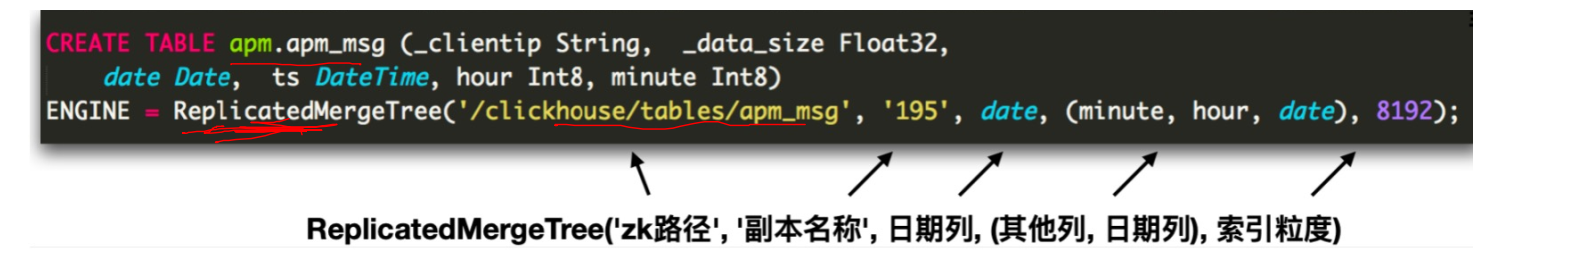 CREATE TABLE apm.apm_msg (_clientip String, _data_size Float32,
date Date, ts DateTime, hour Int8, minute Int8)
ENGINE = ReplicatedMergeTree('/clickhouse/tables/apm_msg', '195', date, (minute, hour, date), 8192);
ReplicatedMergeTree('zk路径', '副本名称', 日期列, (其他列, 日期列), 索引粒度)